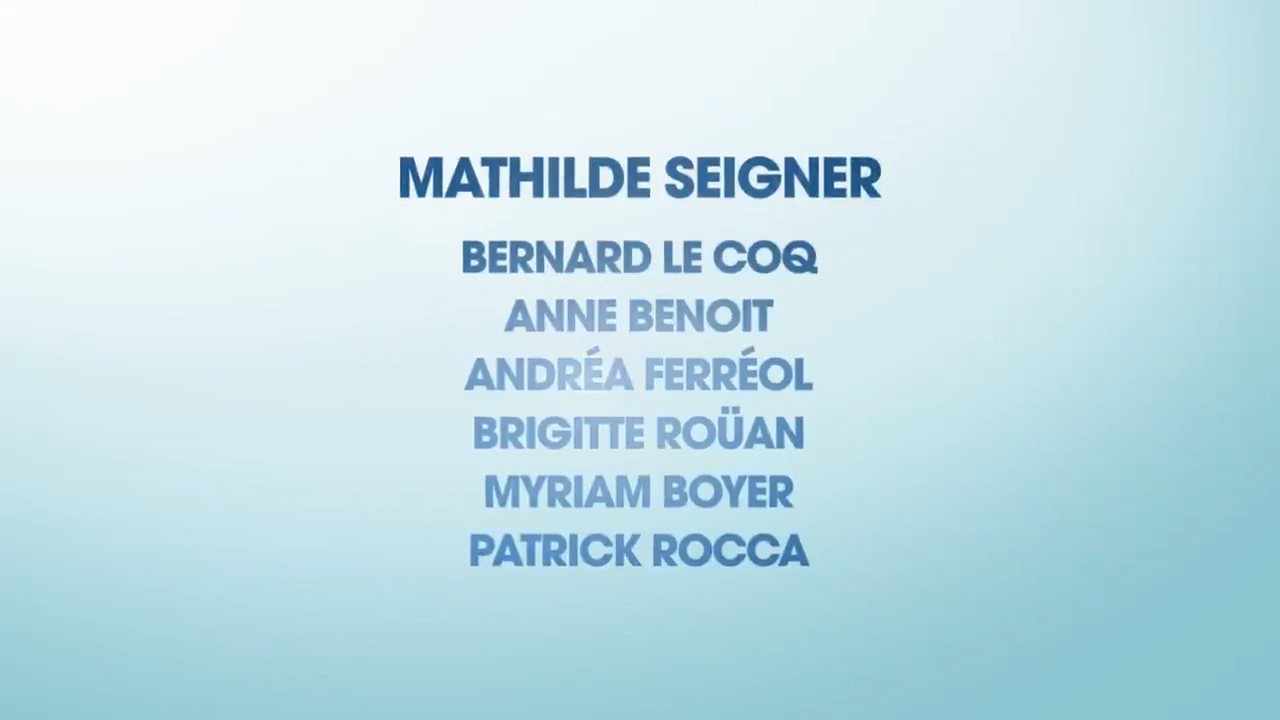 MATHILDE SEIGNER
BERNARD LE COQ
ANNE BENOIT
ANDRÉA FERRÉOL
BRIGITTE ROÜAN
MYRIAM BOYER
PATRICK ROCCA